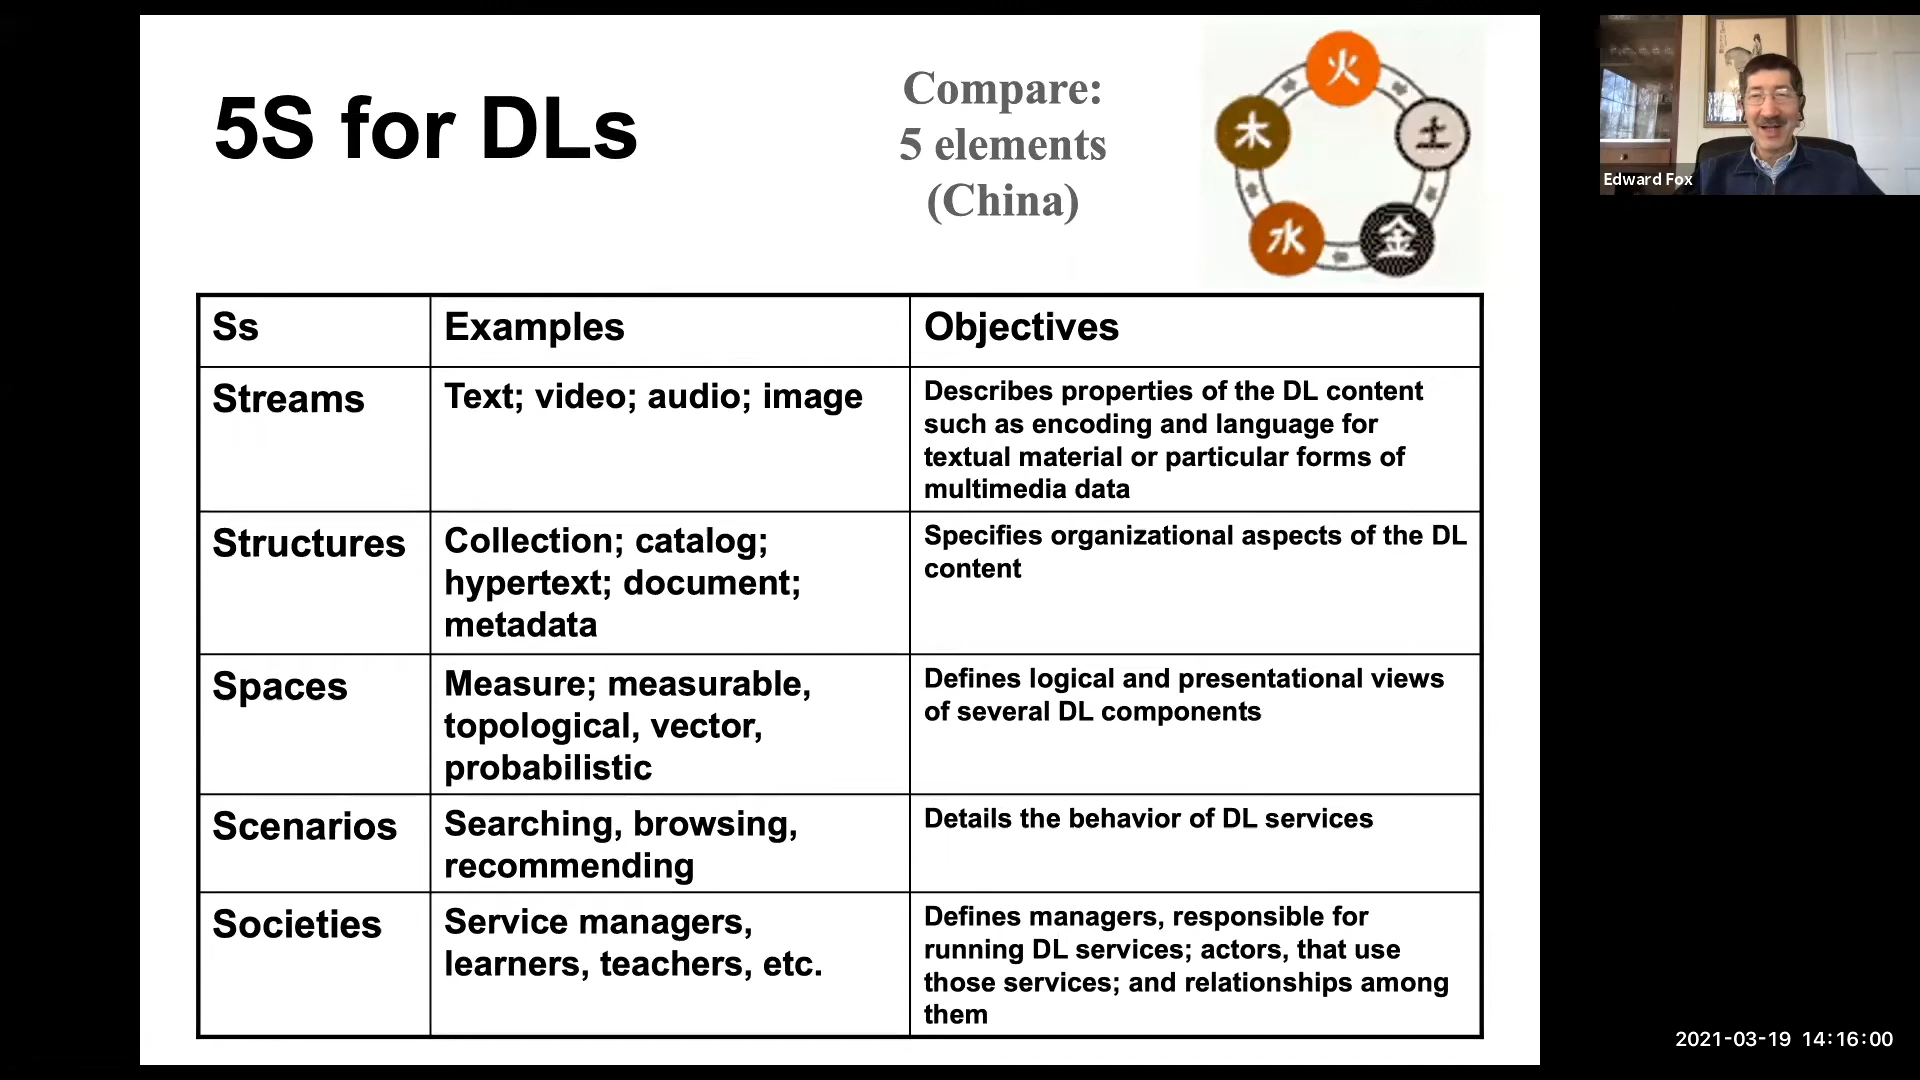 5S for DLs
Compare:
5 elements
(China)
火
木
土
水
金
Ss
Examples
Objectives
Streams
Text; video; audio; image
Describes properties of the DL content
such as encoding and language for
textual material or particular forms of
multimedia data
Structures
Collection; catalog;
hypertext; document;
metadata
Specifies organizational aspects of the DL
content
Spaces
Measure; measurable,
topological, vector,
probabilistic
Defines logical and presentational views
of several DL components
Scenarios
Searching, browsing,
recommending
Details the behavior of DL services
Societies
Service managers,
learners, teachers, etc.
Defines managers, responsible for
running DL services; actors, that use
those services; and relationships among
them
Edward Fox
2021-03-19 14:16:00